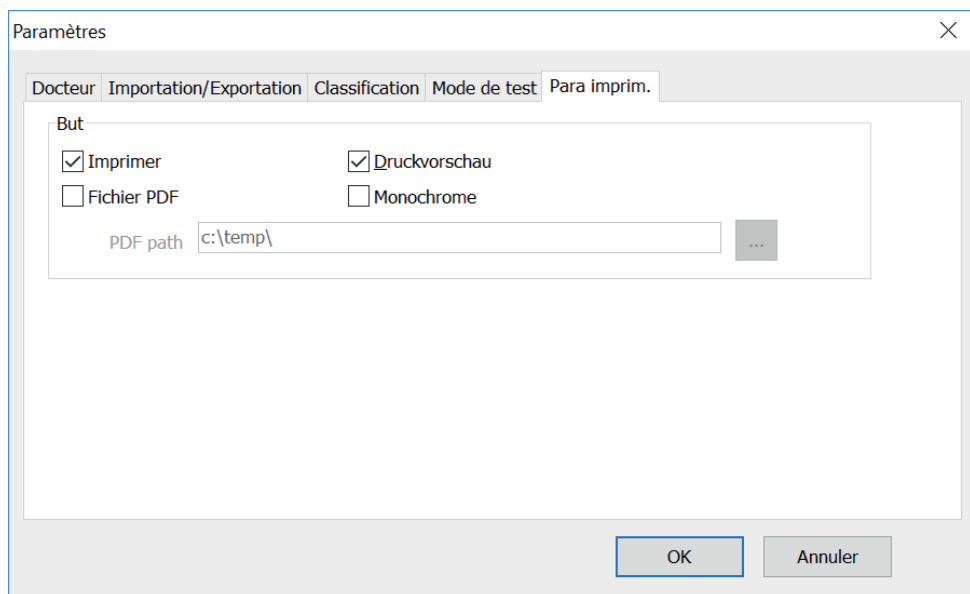 Paramètres
Docteur Importation/Exportation Classification Mode de test Para imprim.
But
Imprimer Druckvorschau
Fichier PDF Monochrome
PDF path c:\temp\ ...
OK Annuler